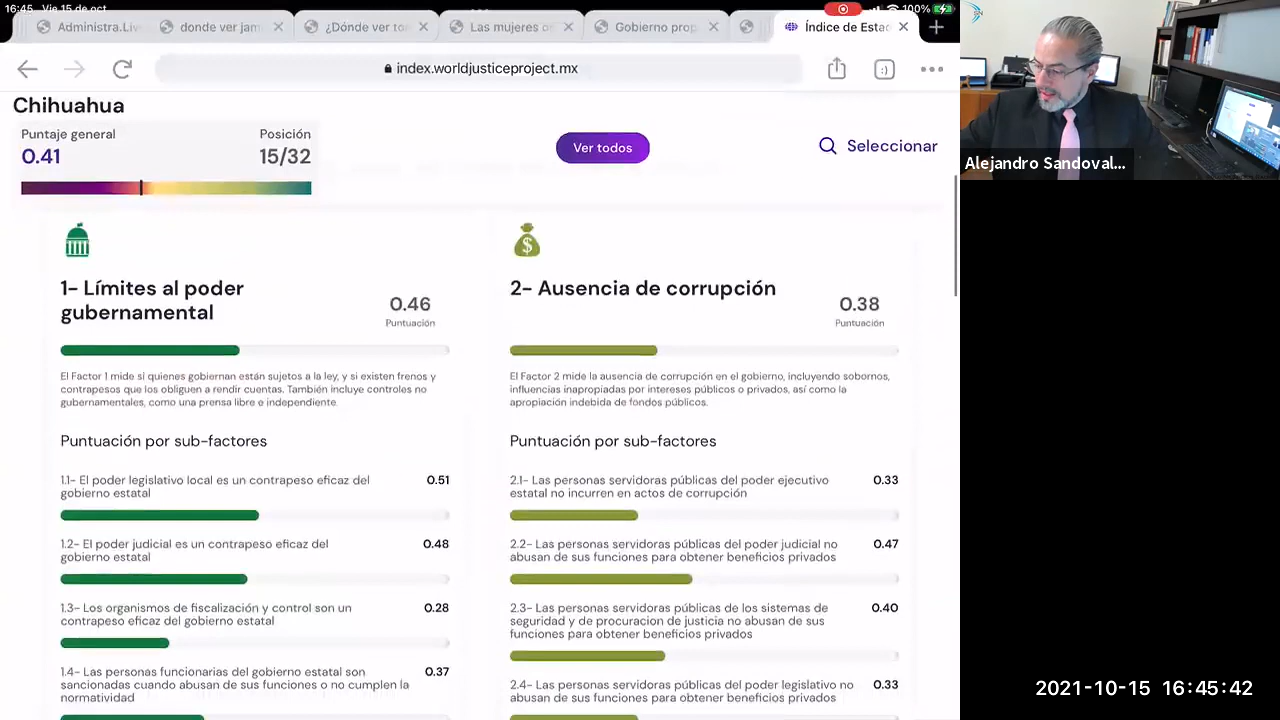 16:45 Vie 15 de oct
100%
Administra.Live
donde ver jam
¿Dónde ver to
Las mujeres
Gobierno prop
Índice de Estad
index.worldjusticeproject.mx
Chihuahua
Puntaje general
Posición
0.41
15/32
Ver todos
Seleccionar
1- Límites al poder
gubernamental
0.46
Puntuación
El Factor 1 mide si quienes gobiernan están sujetos a la ley, y si existen frenos y
contrapesos que los obliguen a rendir cuentas. También incluye controles no
gubernamentales, como una prensa libre e independiente.
Puntuación por sub-factores
1.1- El poder legislativo local es un contrapeso eficaz del
gobierno estatal
0.51
1.2- El poder judicial es un contrapeso eficaz del
gobierno estatal
0.48
1.3- Los organismos de fiscalización y control son un
contrapeso eficaz del gobierno estatal
0.28
1.4- Las personas funcionarias del gobierno estatal son
sancionadas cuando abusan de sus funciones o no cumplen la
normatividad
0.37
2- Ausencia de corrupción
0.38
Puntuación
El Factor 2 mide la ausencia de corrupción en el gobierno, incluyendo sobornos,
influencias inapropiadas por intereses públicos o privados, así como la
apropiación indebida de fondos públicos.
Puntuación por sub-factores
2.1- Las personas servidoras públicas del poder ejecutivo
estatal no incurren en actos de corrupción
0.33
2.2- Las personas servidoras públicas del poder judicial no
abusan de sus funciones para obtener beneficios privados
0.47
2.3- Las personas servidoras públicas de los sistemas de
seguridad y de procuracion de justicia no abusan de sus
funciones para obtener beneficios privados
0.40
2.4- Las personas servidoras públicas del poder legislativo no
abusan de sus funciones para obtener beneficios privados
0.33
Alejandro Sandoval...
2021-10-15 16:45:42